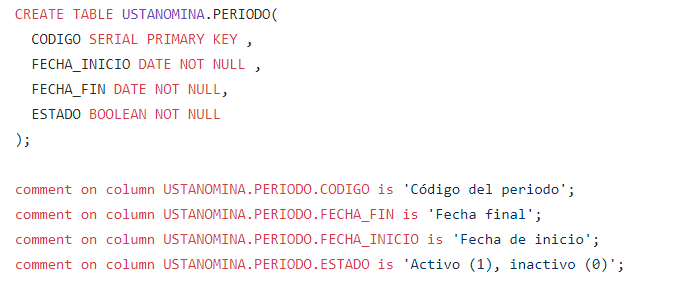 CREATE TABLE USTANOMINA.PERIODO(
CODIGO SERIAL PRIMARY KEY ,
FECHA_INICIO DATE NOT NULL ,
FECHA_FIN DATE NOT NULL,
ESTADO BOOLEAN NOT NULL
);
comment on column USTANOMINA.PERIODO.CODIGO is 'Código del periodo';
comment on column USTANOMINA.PERIODO.FECHA_FIN is 'Fecha final';
comment on column USTANOMINA.PERIODO.FECHA_INICIO is 'Fecha de inicio';
comment on column USTANOMINA.PERIODO.ESTADO is 'Activo (1), inactivo (0)';